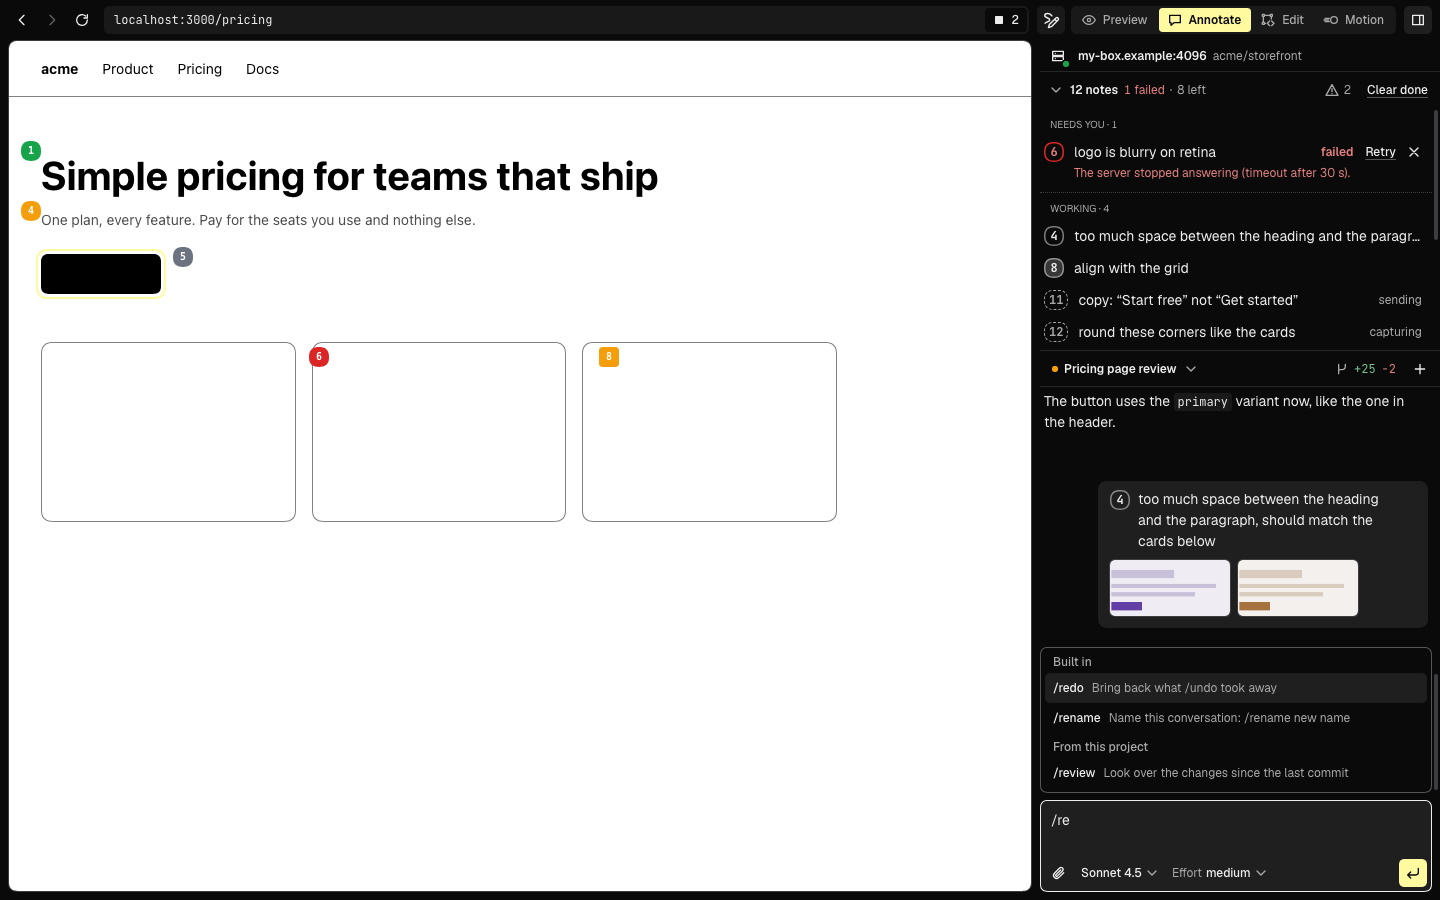 localhost:3000/pricing
2
Preview
Annotate
Edit
Motion
acme
Product
Pricing
Docs
1
Simple pricing for teams that ship
4
One plan, every feature. Pay for the seats you use and nothing else.
5
6
8
my-box.example:4096 acme/storefront
12 notes 1 failed · 8 left
2
Clear done
NEEDS YOU · 1
6 logo is blurry on retina failed Retry
The server stopped answering (timeout after 30 s).
WORKING · 4
4 too much space between the heading and the paragr…
8 align with the grid
11 copy: “Start free” not “Get started” sending
12 round these corners like the cards capturing
Pricing page review +25 -2
The button uses the primary variant now, like the one in
the header.
4 too much space between the heading
and the paragraph, should match the
cards below
Built in
/redo Bring back what /undo took away
/rename Name this conversation: /rename new name
From this project
/review Look over the changes since the last commit
/re
Sonnet 4.5 Effort medium